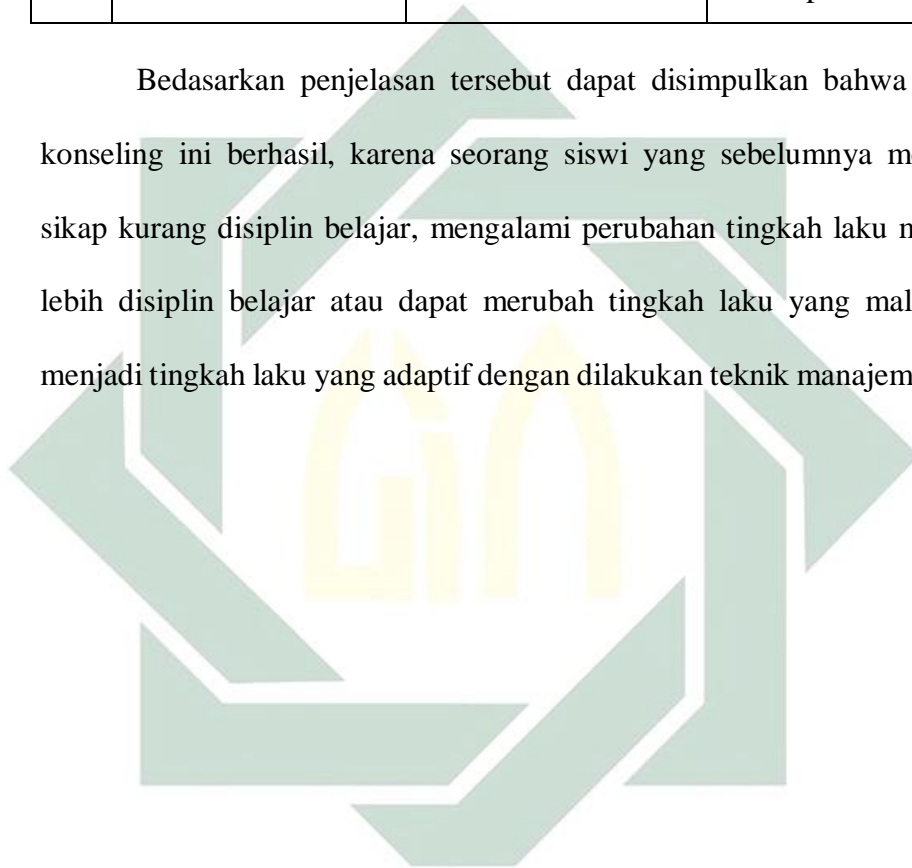 Bedasarkan penjelasan tersebut dapat disimpulkan bahwa
konseling ini berhasil, karena seorang siswi yang sebelumnya
sikap kurang disiplin belajar, mengalami perubahan tingkah laku
lebih disiplin belajar atau dapat merubah tingkah laku yang
menjadi tingkah laku yang adaptif dengan dilakukan teknik